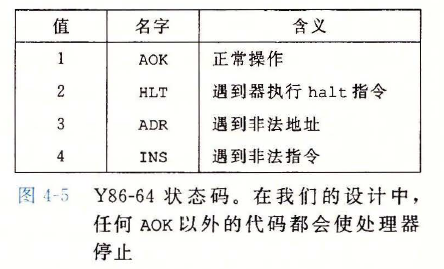 值 名字 含义
1 AOK 正常操作
2 HLT 遇到器执行 halt 指令
3 ADR 遇到非法地址
4 INS 遇到非法指令
图 4-5 Y86-64 状态码。在我们的设计中，
任何 AOK 以外的代码都会使处理器
停止